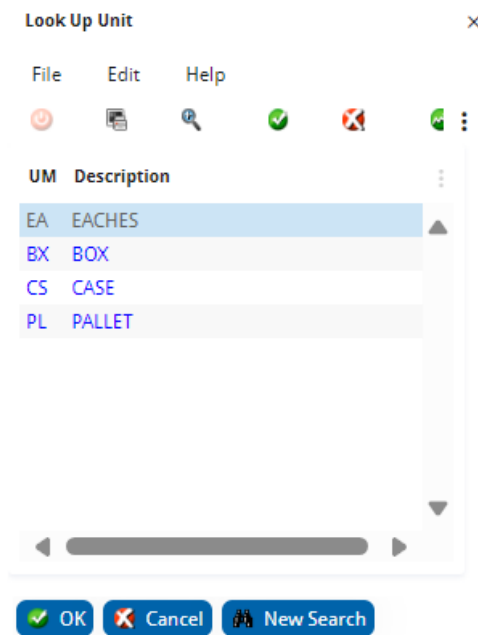 Look Up Unit
File Edit Help
UM Description
EA EACHES
BX BOX
CS CASE
PL PALLET
OK Cancel New Search